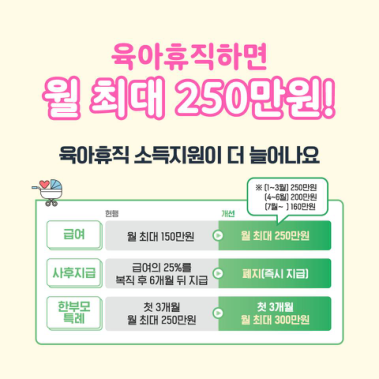 육아휴직하면
월 최대 250만원!
육아휴직 소득지원이 더 늘어나요
※ (1~3월) 250만원
(4~6월) 200만원
(7월~ ) 160만원
현행
개선
급여
월 최대 150만원
월 최대 250만원
사후지급
급여의 25%를
복직 후 6개월 뒤 지급
폐지(즉시 지급)
한부모
특례
첫 3개월
월 최대 250만원
첫 3개월
월 최대 300만원